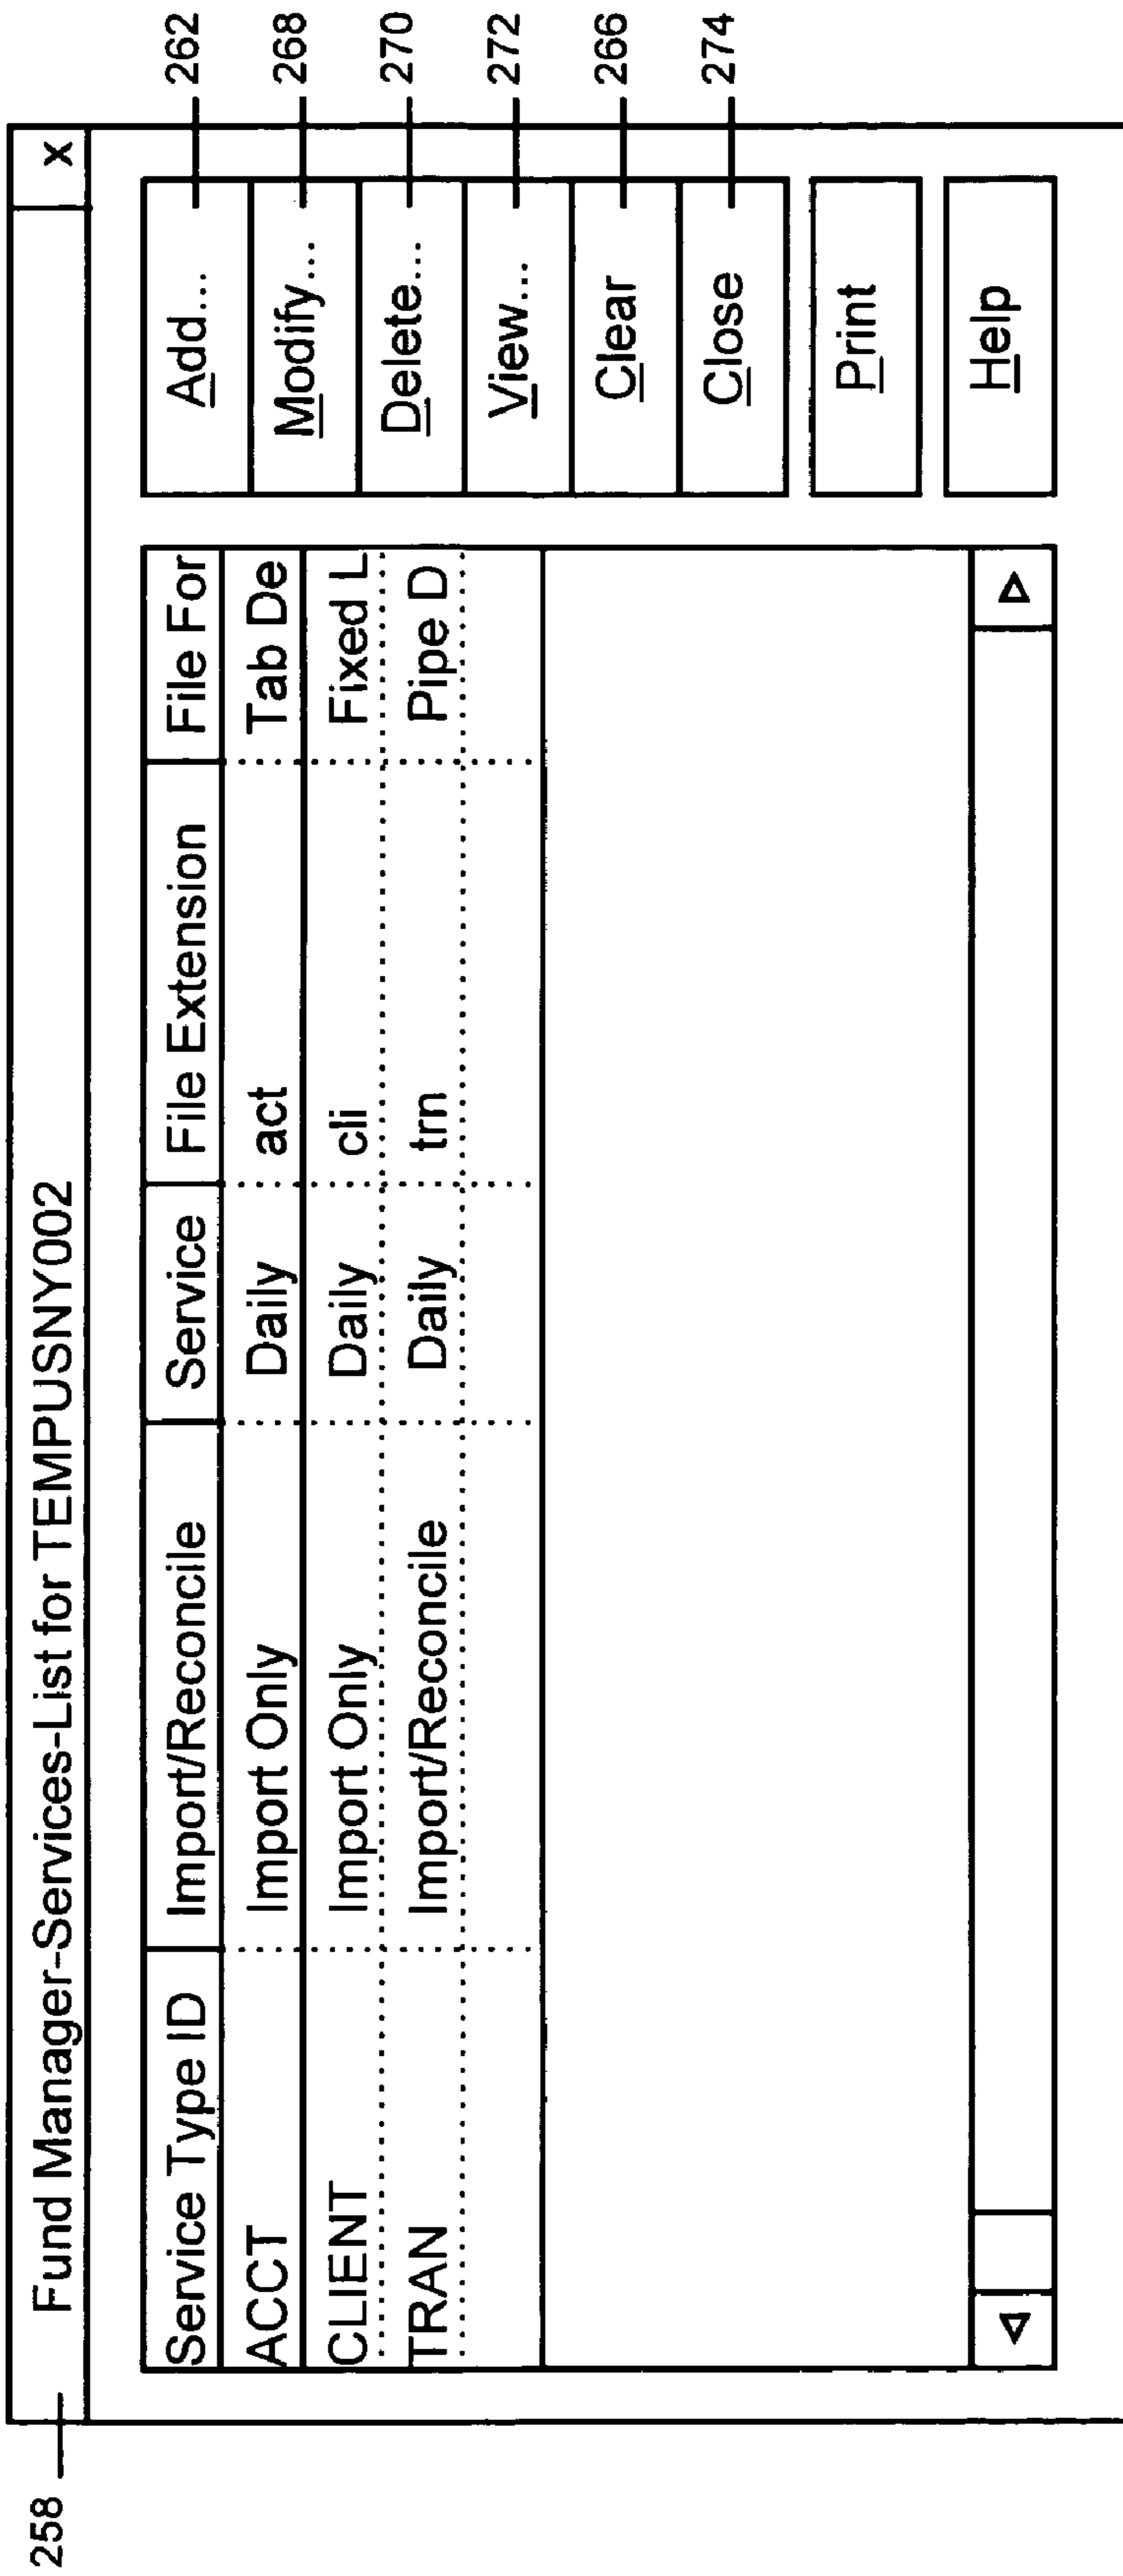 258
Fund Manager-Services-List for TEMPUSNY002 X
Service Type ID Import/Reconcile Service File Extension File For
ACCT Import Only Daily act Tab De
CLIENT Import Only Daily cli Fixed L
TRAN Import/Reconcile Daily trn Pipe D
Add... 262
Modify... 268
Delete... 270
View... 272
Clear 266
Close 274
Print
Help